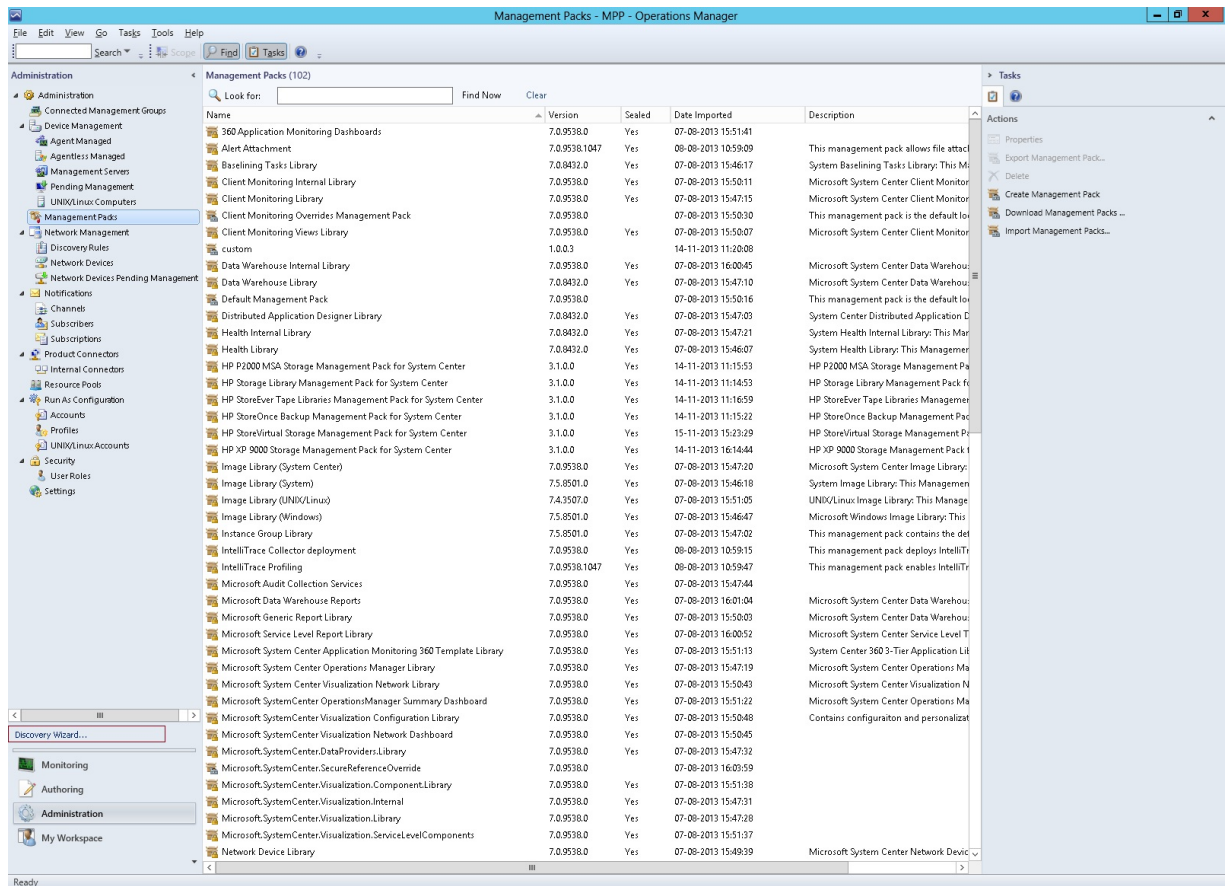 Management Packs - MPP - Operations Manager
File Edit View Go Tasks Tools Help
Search Scope Find Tasks
Administration
Administration
Connected Management Groups
Device Management
Agent Managed
Agentless Managed
Management Servers
Pending Management
UNIX/Linux Computers
Management Packs
Network Management
Discovery Rules
Network Devices
Network Devices Pending Management
Notifications
Channels
Subscribers
Subscriptions
Product Connectors
Internal Connectors
Resource Pools
Run As Configuration
Accounts
Profiles
UNIX/Linux Accounts
Security
User Roles
Settings
Discovery Wizard...
Monitoring
Authoring
Administration
My Workspace
Management Packs (102)
Look for: Find Now Clear
Name Version Sealed Date Imported Description
360 Application Monitoring Dashboards 7.0.9538.0 Yes 07-08-2013 15:51:41
Alert Attachment 7.0.9538.1047 Yes 08-08-2013 10:59:09 This management pack allows file attacl
Baselining Tasks Library 7.0.8432.0 Yes 07-08-2013 15:46:17 System Baselining Tasks Library: This Ma
Client Monitoring Internal Library 7.0.9538.0 Yes 07-08-2013 15:50:11 Microsoft System Center Client Monitor
Client Monitoring Library 7.0.9538.0 Yes 07-08-2013 15:47:15 Microsoft System Center Client Monitor
Client Monitoring Overrides Management Pack 7.0.9538.0 07-08-2013 15:50:30 This management pack is the default lo
Client Monitoring Views Library 7.0.9538.0 Yes 07-08-2013 15:50:07 Microsoft System Center Client Monitor
custom 1.0.0.3 14-11-2013 11:20:08
Data Warehouse Internal Library 7.0.9538.0 Yes 07-08-2013 16:00:45 Microsoft System Center Data Warehou
Data Warehouse Library 7.0.8432.0 Yes 07-08-2013 15:47:10 Microsoft System Center Data Warehou
Default Management Pack 7.0.9538.0 07-08-2013 15:50:16 This management pack is the default lo
Distributed Application Designer Library 7.0.8432.0 Yes 07-08-2013 15:47:03 System Center Distributed Application D
Health Internal Library 7.0.8432.0 Yes 07-08-2013 15:47:21 System Health Internal Library: This Mar
Health Library 7.0.8432.0 Yes 07-08-2013 15:46:07 System Health Library: This Managemer
HP P2000 MSA Storage Management Pack for System Center 3.1.0.0 Yes 14-11-2013 11:15:53 HP P2000 MSA Storage Management Pa
HP Storage Library Management Pack for System Center 3.1.0.0 Yes 14-11-2013 11:14:53 HP Storage Library Management Pack fo
HP StoreEver Tape Libraries Management Pack for System Center 3.1.0.0 Yes 14-11-2013 11:16:59 HP StoreEver Tape Libraries Managemer
HP StoreOnce Backup Management Pack for System Center 3.1.0.0 Yes 14-11-2013 11:15:22 HP StoreOnce Backup Management Pac
HP StoreVirtual Storage Management Pack for System Center 3.1.0.0 Yes 15-11-2013 15:23:29 HP StoreVirtual Storage Management Pa
HP XP 9000 Storage Management Pack for System Center 3.1.0.0 Yes 14-11-2013 16:14:44 HP XP 9000 Storage Management Pack f
Image Library (System Center) 7.0.9538.0 Yes 07-08-2013 15:47:20 Microsoft System Center Image Library:
Image Library (System) 7.5.8501.0 Yes 07-08-2013 15:46:18 System Image Library: This Managemen
Image Library (UNIX/Linux) 7.4.3507.0 Yes 07-08-2013 15:51:05 UNIX/Linux Image Library: This Manage
Image Library (Windows) 7.5.8501.0 Yes 07-08-2013 15:46:47 Microsoft Windows Image Library: This
Instance Group Library 7.5.8501.0 Yes 07-08-2013 15:47:02 This management pack contains the def
IntelliTrace Collector deployment 7.0.9538.0 Yes 08-08-2013 10:59:15 This management pack deploys IntelliTr
IntelliTrace Profiling 7.0.9538.1047 Yes 08-08-2013 10:59:47 This management pack enables IntelliTr
Microsoft Audit Collection Services 7.0.9538.0 Yes 07-08-2013 15:47:44
Microsoft Data Warehouse Reports 7.0.9538.0 Yes 07-08-2013 16:01:04 Microsoft System Center Data Warehou
Microsoft Generic Report Library 7.0.9538.0 Yes 07-08-2013 15:50:03 Microsoft System Center Data Warehou
Microsoft Service Level Report Library 7.0.9538.0 Yes 07-08-2013 16:00:52 Microsoft System Center Service Level T
Microsoft System Center Application Monitoring 360 Template Library 7.0.9538.0 Yes 07-08-2013 15:51:13 System Center 360 3-Tier Application Lib
Microsoft System Center Operations Manager Library 7.0.9538.0 Yes 07-08-2013 15:47:19 Microsoft System Center Operations Ma
Microsoft System Center Visualization Network Library 7.0.9538.0 Yes 07-08-2013 15:50:43 Microsoft System Center Visualization N
Microsoft SystemCenter OperationsManager Summary Dashboard 7.0.9538.0 Yes 07-08-2013 15:51:22 Microsoft System Center Operations Ma
Microsoft SystemCenter Visualization Configuration Library 7.0.9538.0 Yes 07-08-2013 15:50:48 Contains configuraiton and personalizat
Microsoft SystemCenter Visualization Network Dashboard 7.0.9538.0 Yes 07-08-2013 15:50:45
Microsoft.SystemCenter.DataProviders.Library 7.0.9538.0 Yes 07-08-2013 15:47:32
Microsoft.SystemCenter.SecureReferenceOverride 7.0.9538.0 07-08-2013 16:03:59
Microsoft.SystemCenter.Visualization.Component.Library 7.0.9538.0 Yes 07-08-2013 15:51:38
Microsoft.SystemCenter.Visualization.Internal 7.0.9538.0 Yes 07-08-2013 15:47:31
Microsoft.SystemCenter.Visualization.Library 7.0.9538.0 Yes 07-08-2013 15:47:28
Microsoft.SystemCenter.Visualization.ServiceLevelComponents 7.0.9538.0 Yes 07-08-2013 15:51:37
Network Device Library 7.0.9538.0 Yes 07-08-2013 15:49:39 Microsoft System Center Network Devic
Tasks
Actions
Properties
Export Management Pack...
Delete
Create Management Pack
Download Management Packs ...
Import Management Packs...
Ready